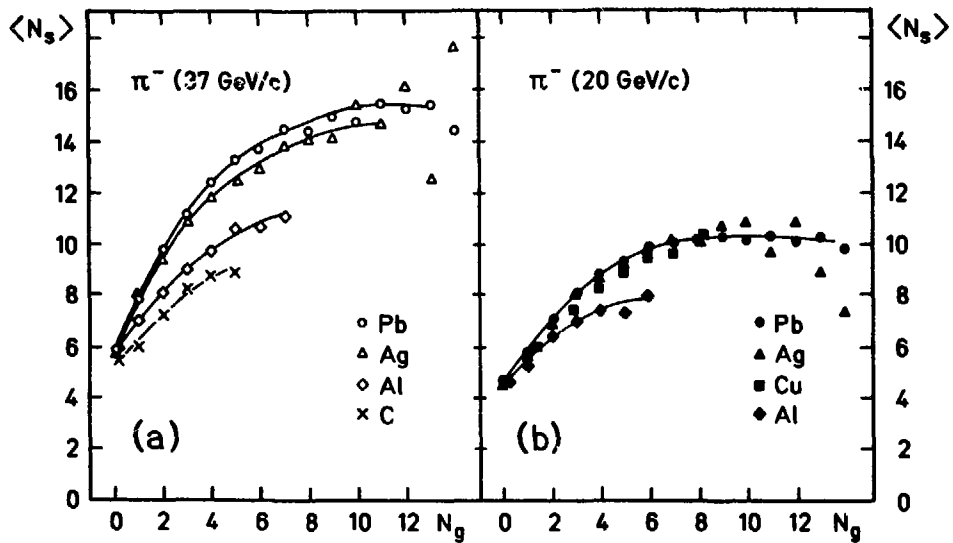 ⟨Nₛ⟩
π⁻ (37 GeV/c)
16
14
12
10
8
6
4
2
0
○ Pb
△ Ag
◇ Al
× C
(a)
0 2 4 6 8 10 12 N_g
⟨Nₛ⟩
π⁻ (20 GeV/c)
16
14
12
10
8
6
4
2
0
● Pb
▲ Ag
■ Cu
◆ Al
(b)
0 2 4 6 8 10 12 N_g